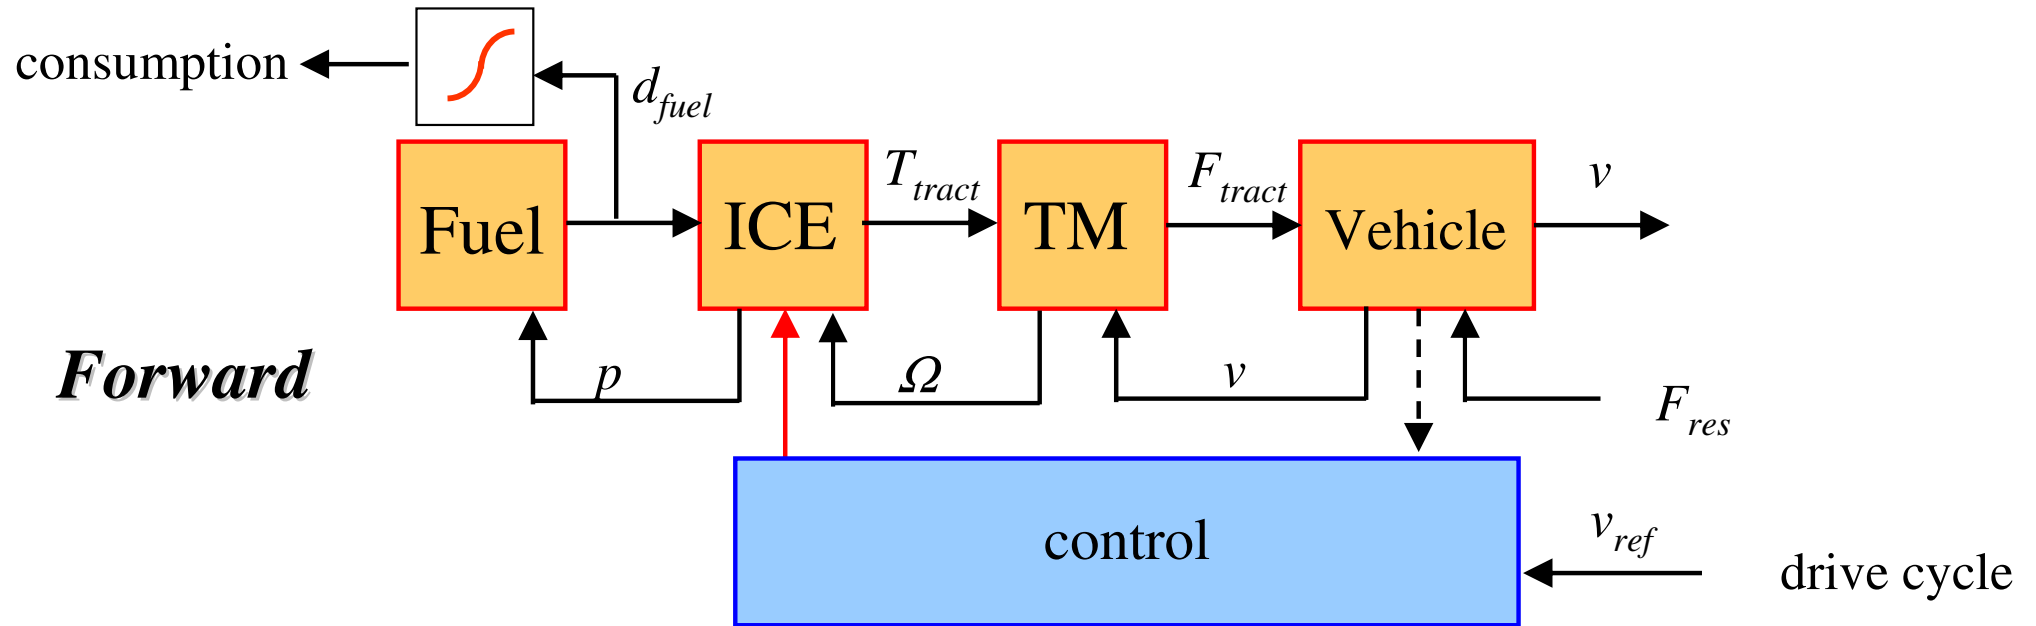 consumption
d_fuel
Fuel
ICE
T_tract
TM
F_tract
Vehicle
v
Forward
p
Ω
v
F_res
control
v_ref
drive cycle